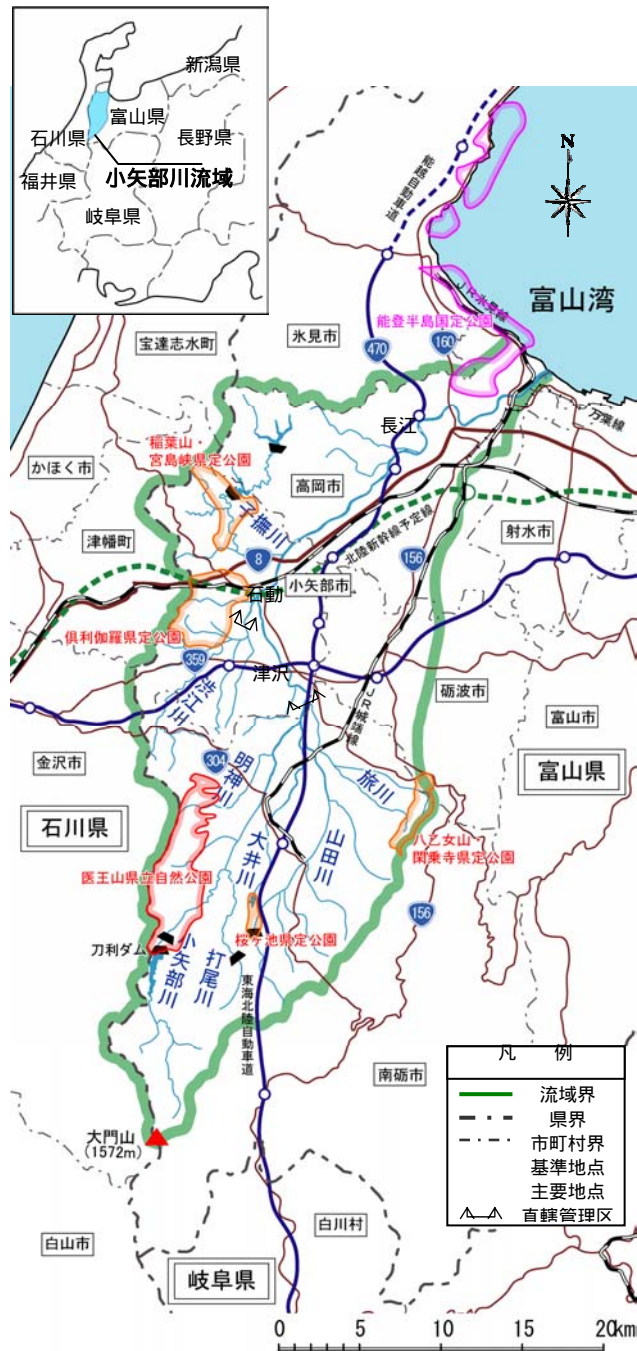 新潟県
富山県
石川県
長野県
小矢部川流域
福井県
岐阜県
N
能越自動車道
JR氷見線
富山湾
能登半島国定公園
氷見市
宝達志水町
470
160
長江
万葉線
稲葉山・
宮島峡県定公園
かほく市
高岡市
子撫川
北陸新幹線予定線
射水市
津幡町
8
156
小矢部市
石動
倶利伽羅県定公園
359
津沢
渋江川
JR城端線
砺波市
富山市
金沢市
304
明神川
旅川
富山県
石川県
大井川
山田川
八乙女山・
閑乗寺県定公園
医王山県立自然公園
156
桜ヶ池県定公園
刀利ダム
小矢部川
打尾川
東海北陸自動車道
南砺市
大門山
(1572m)
白川村
白山市
岐阜県
凡 例
流域界
県界
市町村界
基準地点
主要地点
直轄管理区
0 5 10 15 20km